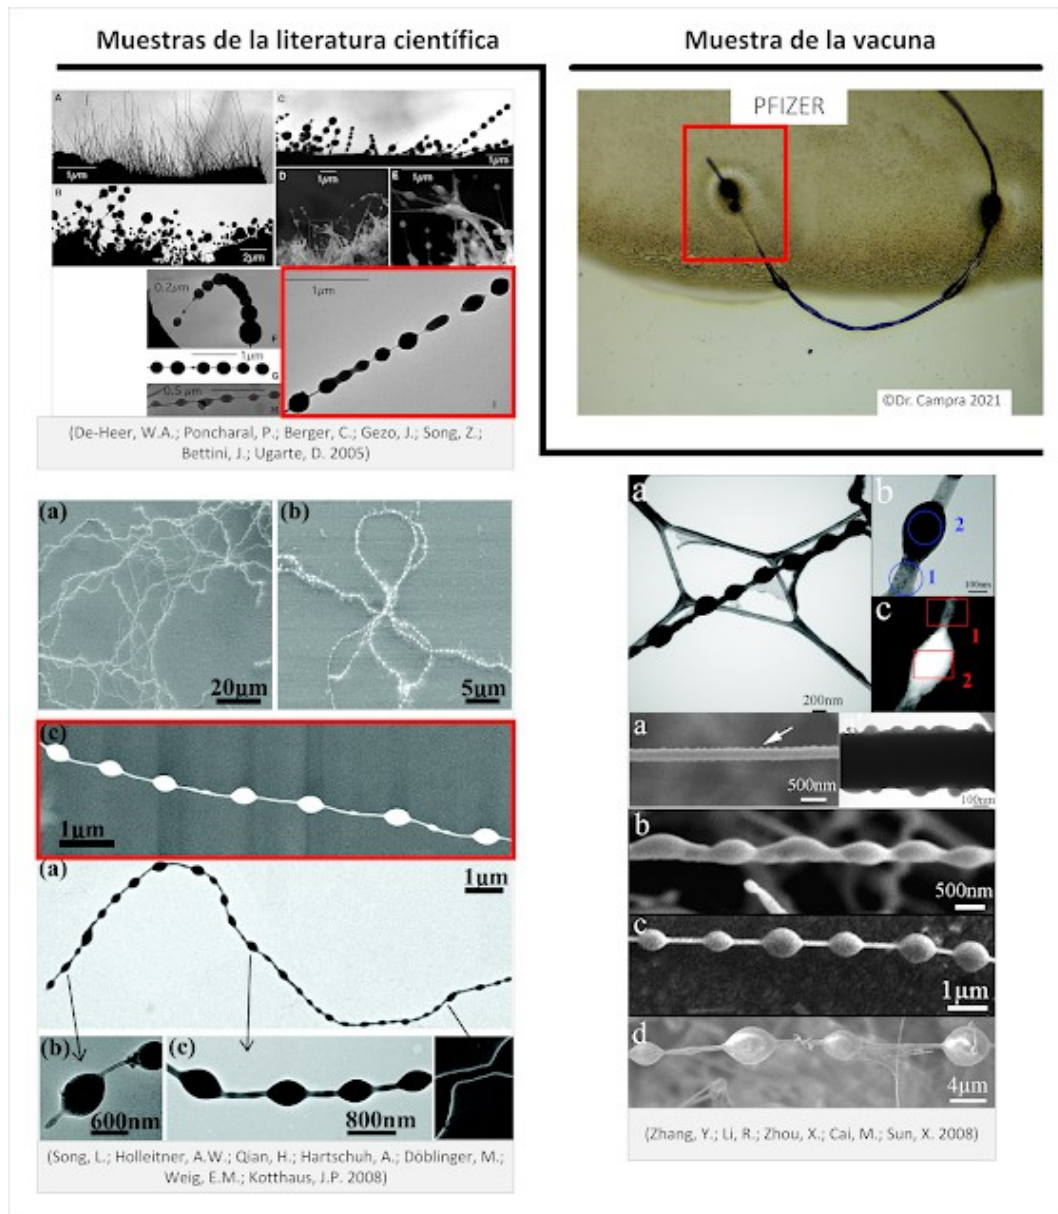 Muestras de la literatura científica
Muestra de la vacuna
A
1µm
C
1µm
B
2µm
D
1µm
E
1µm
0.2µm
F
1µm
G
0.5 µm
H
1µm
I
(De-Heer, W.A.; Poncharal, P.; Berger, C.; Gezo, J.; Song, Z.;
Bettini, J.; Ugarte, D. 2005)
PFIZER
©Dr. Campra 2021
(a)
20µm
(b)
5µm
(c)
1µm
(a)
1µm
(b)
600nm
(c)
800nm
(Song, L.; Holleitner, A.W.; Qian, H.; Hartschuh, A.; Döblinger, M.;
Weig, E.M.; Kotthaus, J.P. 2008)
a
200nm
b
2
1
100nm
c
1
2
a
500nm
100nm
b
500nm
c
1µm
d
4µm
(Zhang, Y.; Li, R.; Zhou, X.; Cai, M.; Sun, X. 2008)